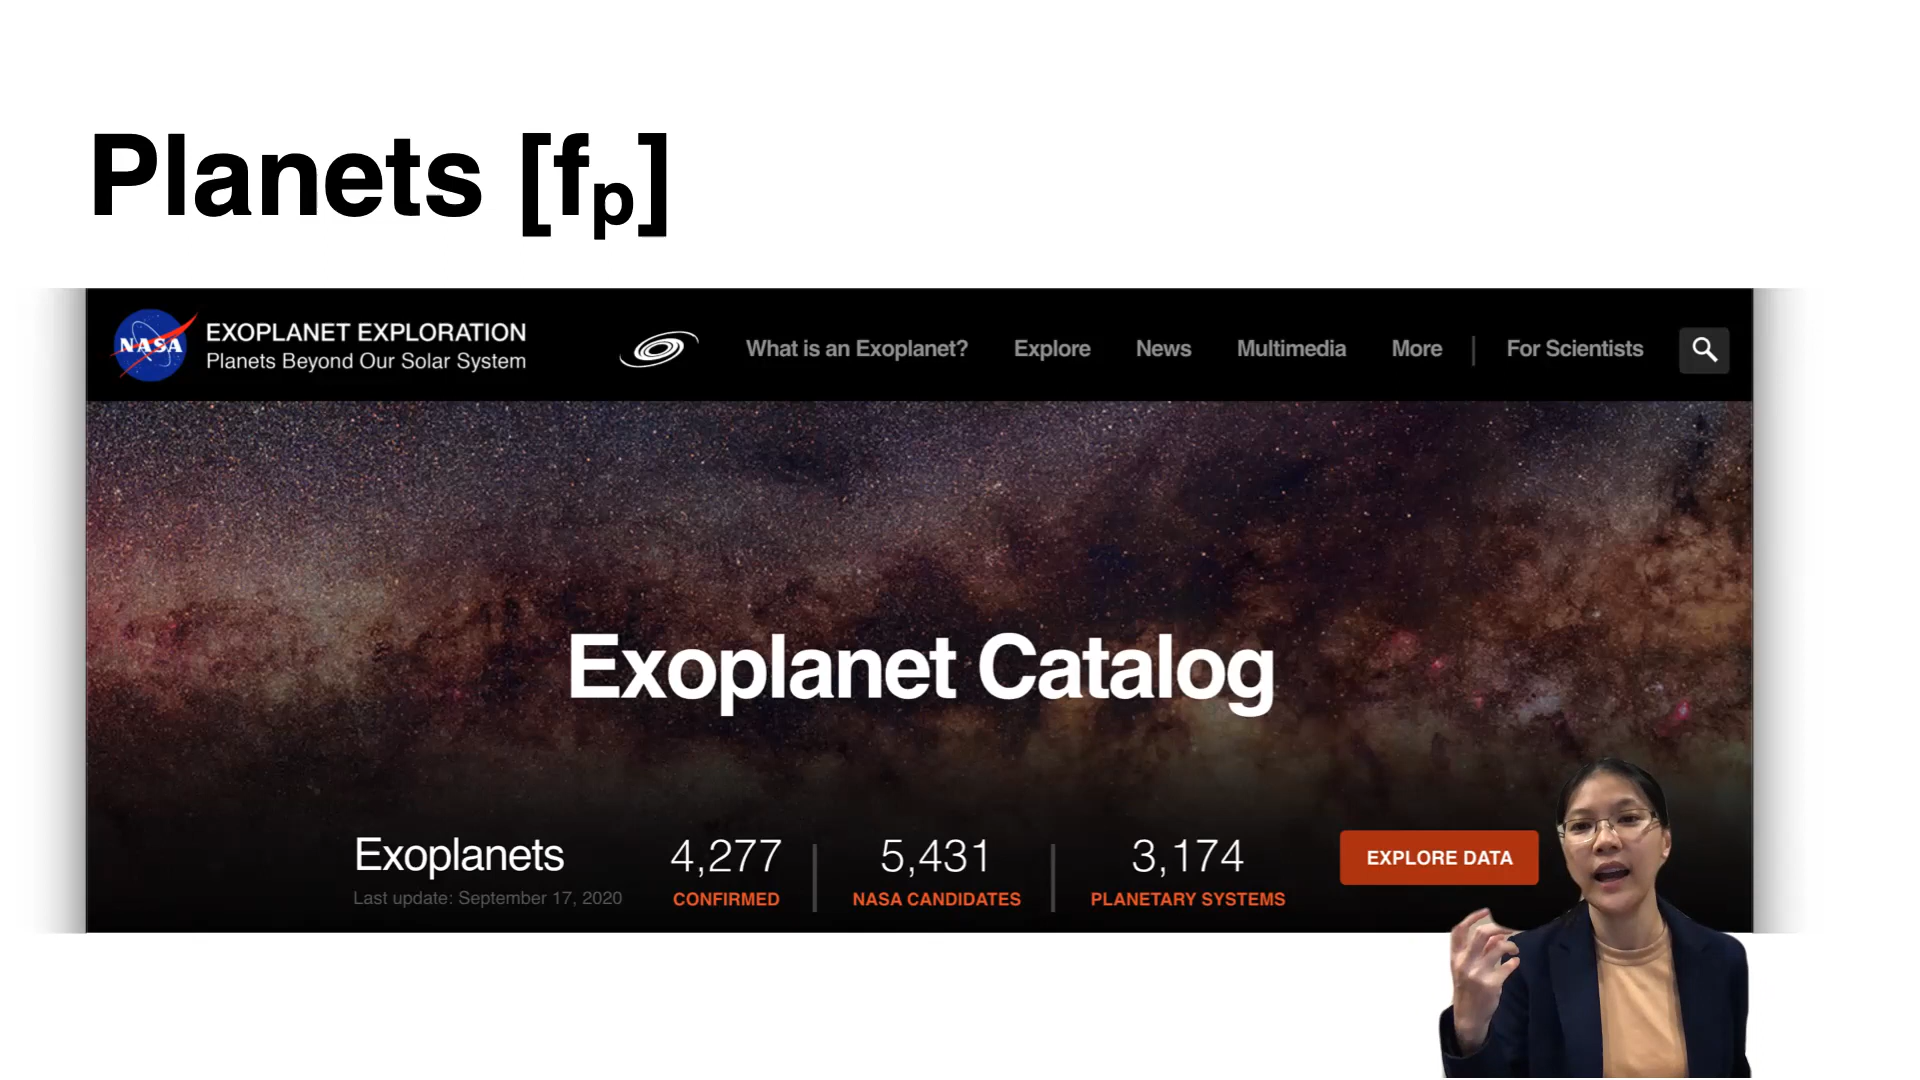 Planets [fp]
NASA
EXOPLANET EXPLORATION
Planets Beyond Our Solar System
What is an Exoplanet?
Explore
News
Multimedia
More
For Scientists
Exoplanet Catalog
Exoplanets
Last update: September 17, 2020
4,277
CONFIRMED
5,431
NASA CANDIDATES
3,174
PLANETARY SYSTEMS
EXPLORE DATA